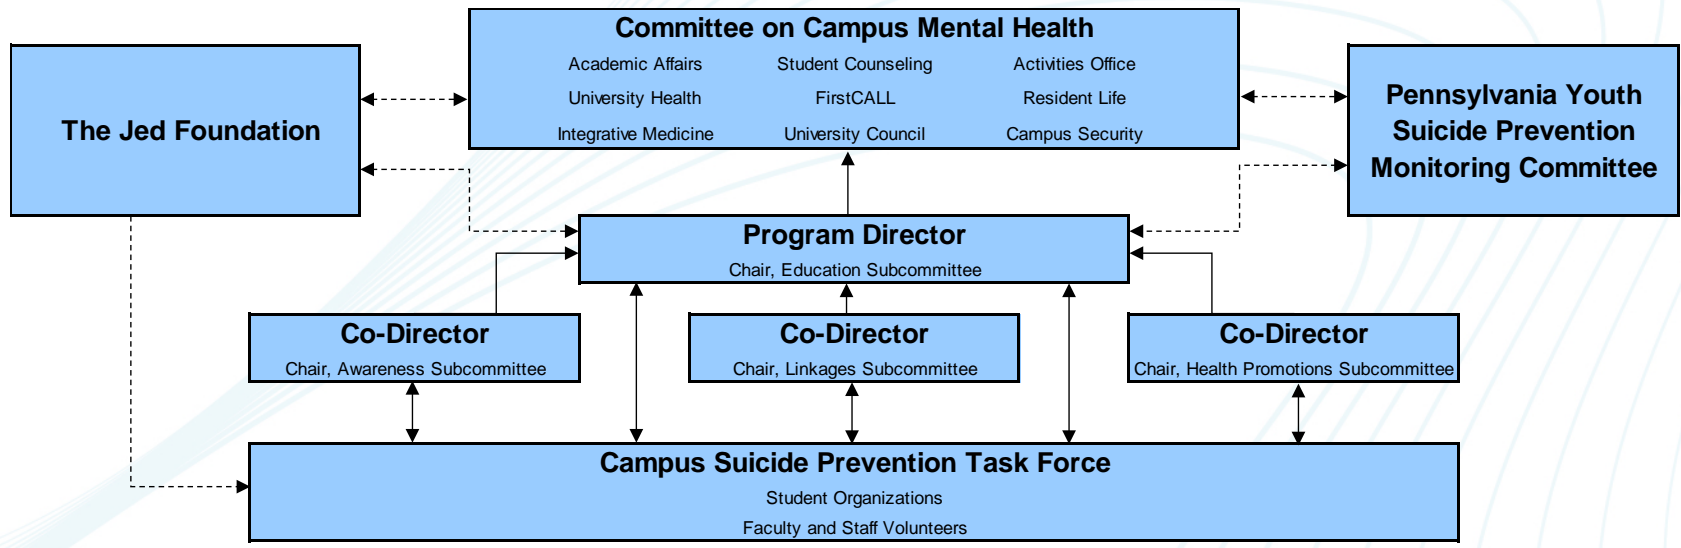 Committee on Campus Mental Health
Academic Affairs Student Counseling Activities Office
University Health FirstCALL Resident Life
Integrative Medicine University Council Campus Security
The Jed Foundation
Pennsylvania Youth
Suicide Prevention
Monitoring Committee
Program Director
Chair, Education Subcommittee
Co-Director
Chair, Awareness Subcommittee
Co-Director
Chair, Linkages Subcommittee
Co-Director
Chair, Health Promotions Subcommittee
Campus Suicide Prevention Task Force
Student Organizations
Faculty and Staff Volunteers